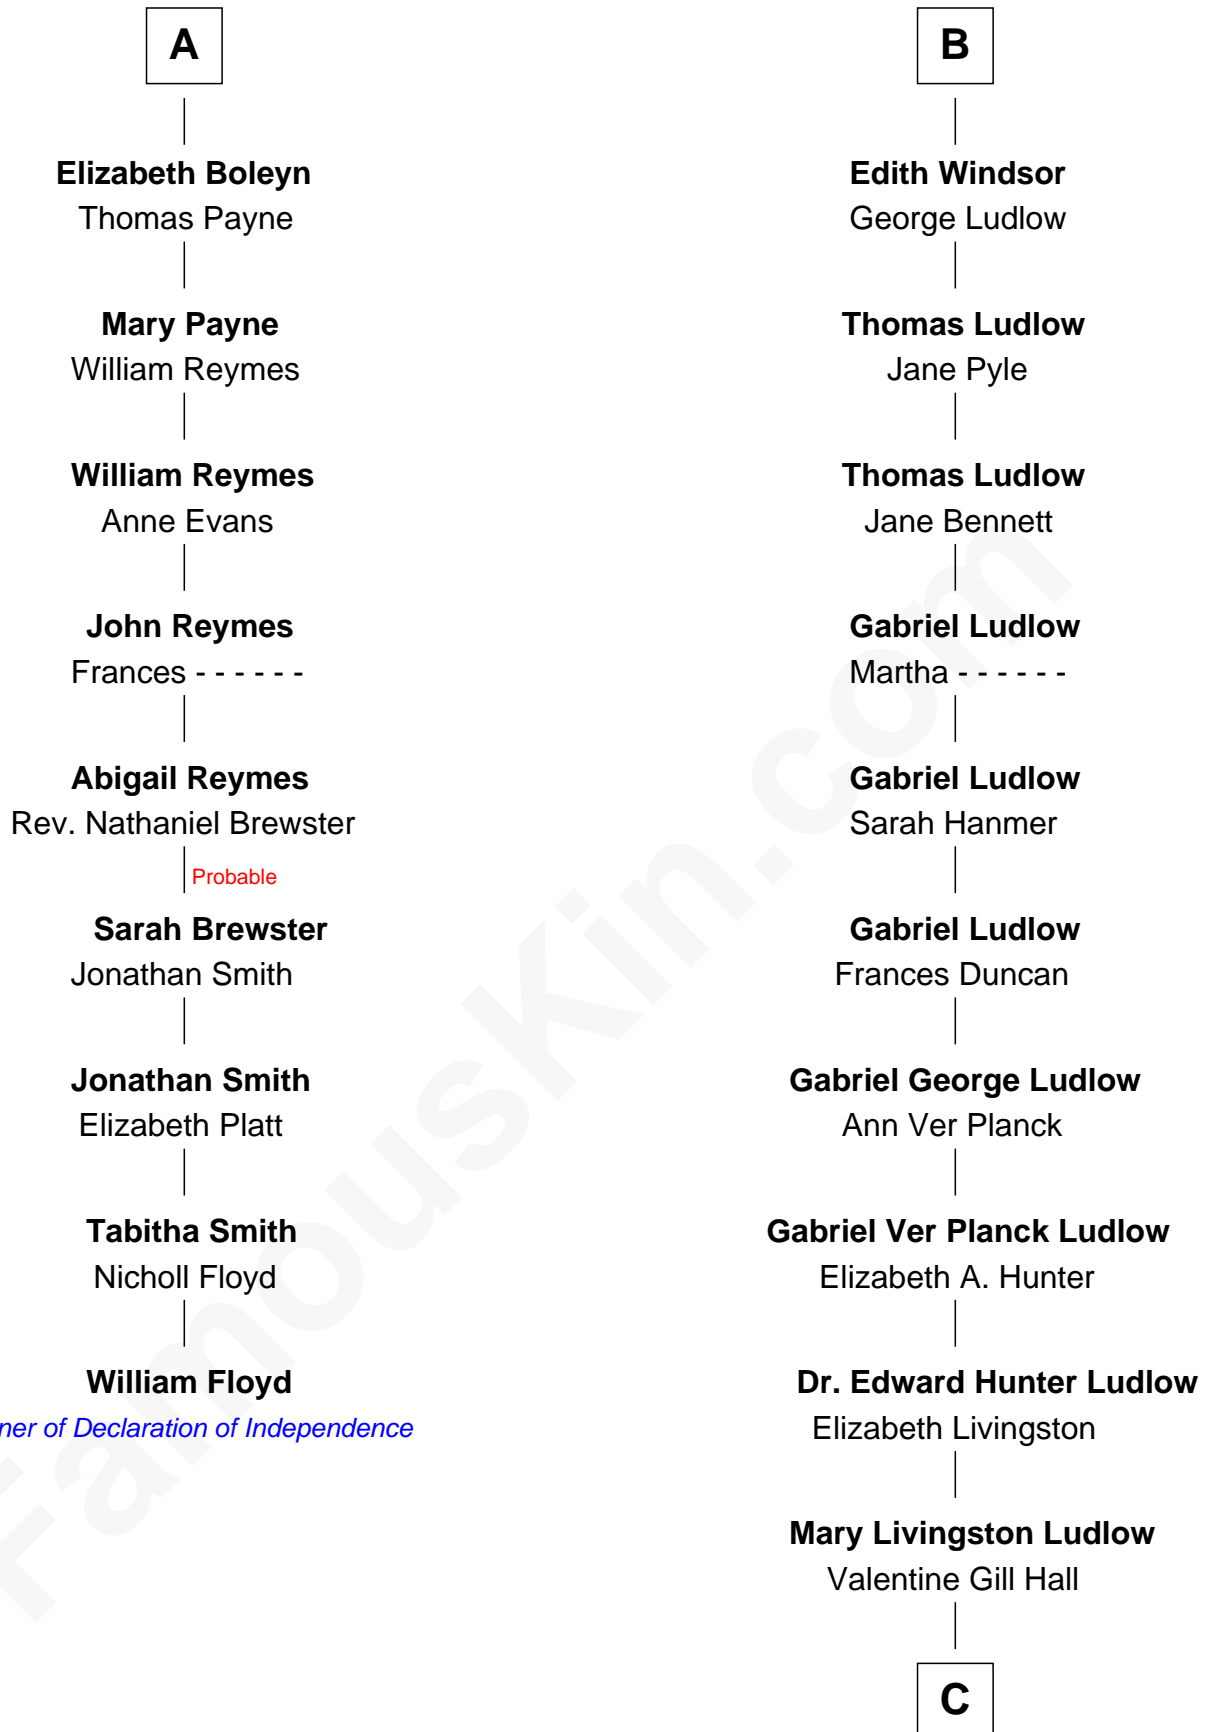 A
Elizabeth Boleyn
Thomas Payne
Mary Payne
William Reymes
William Reymes
Anne Evans
John Reymes
Frances - - - - - -
Abigail Reymes
Rev. Nathaniel Brewster
Probable
Sarah Brewster
Jonathan Smith
Jonathan Smith
Elizabeth Platt
Tabitha Smith
Nicholl Floyd
William Floyd
ner of Declaration of Independence
B
Edith Windsor
George Ludlow
Thomas Ludlow
Jane Pyle
Thomas Ludlow
Jane Bennett
Gabriel Ludlow
Martha - - - - - -
Gabriel Ludlow
Sarah Hanmer
Gabriel Ludlow
Frances Duncan
Gabriel George Ludlow
Ann Ver Planck
Gabriel Ver Planck Ludlow
Elizabeth A. Hunter
Dr. Edward Hunter Ludlow
Elizabeth Livingston
Mary Livingston Ludlow
Valentine Gill Hall
C
FamousKin.com